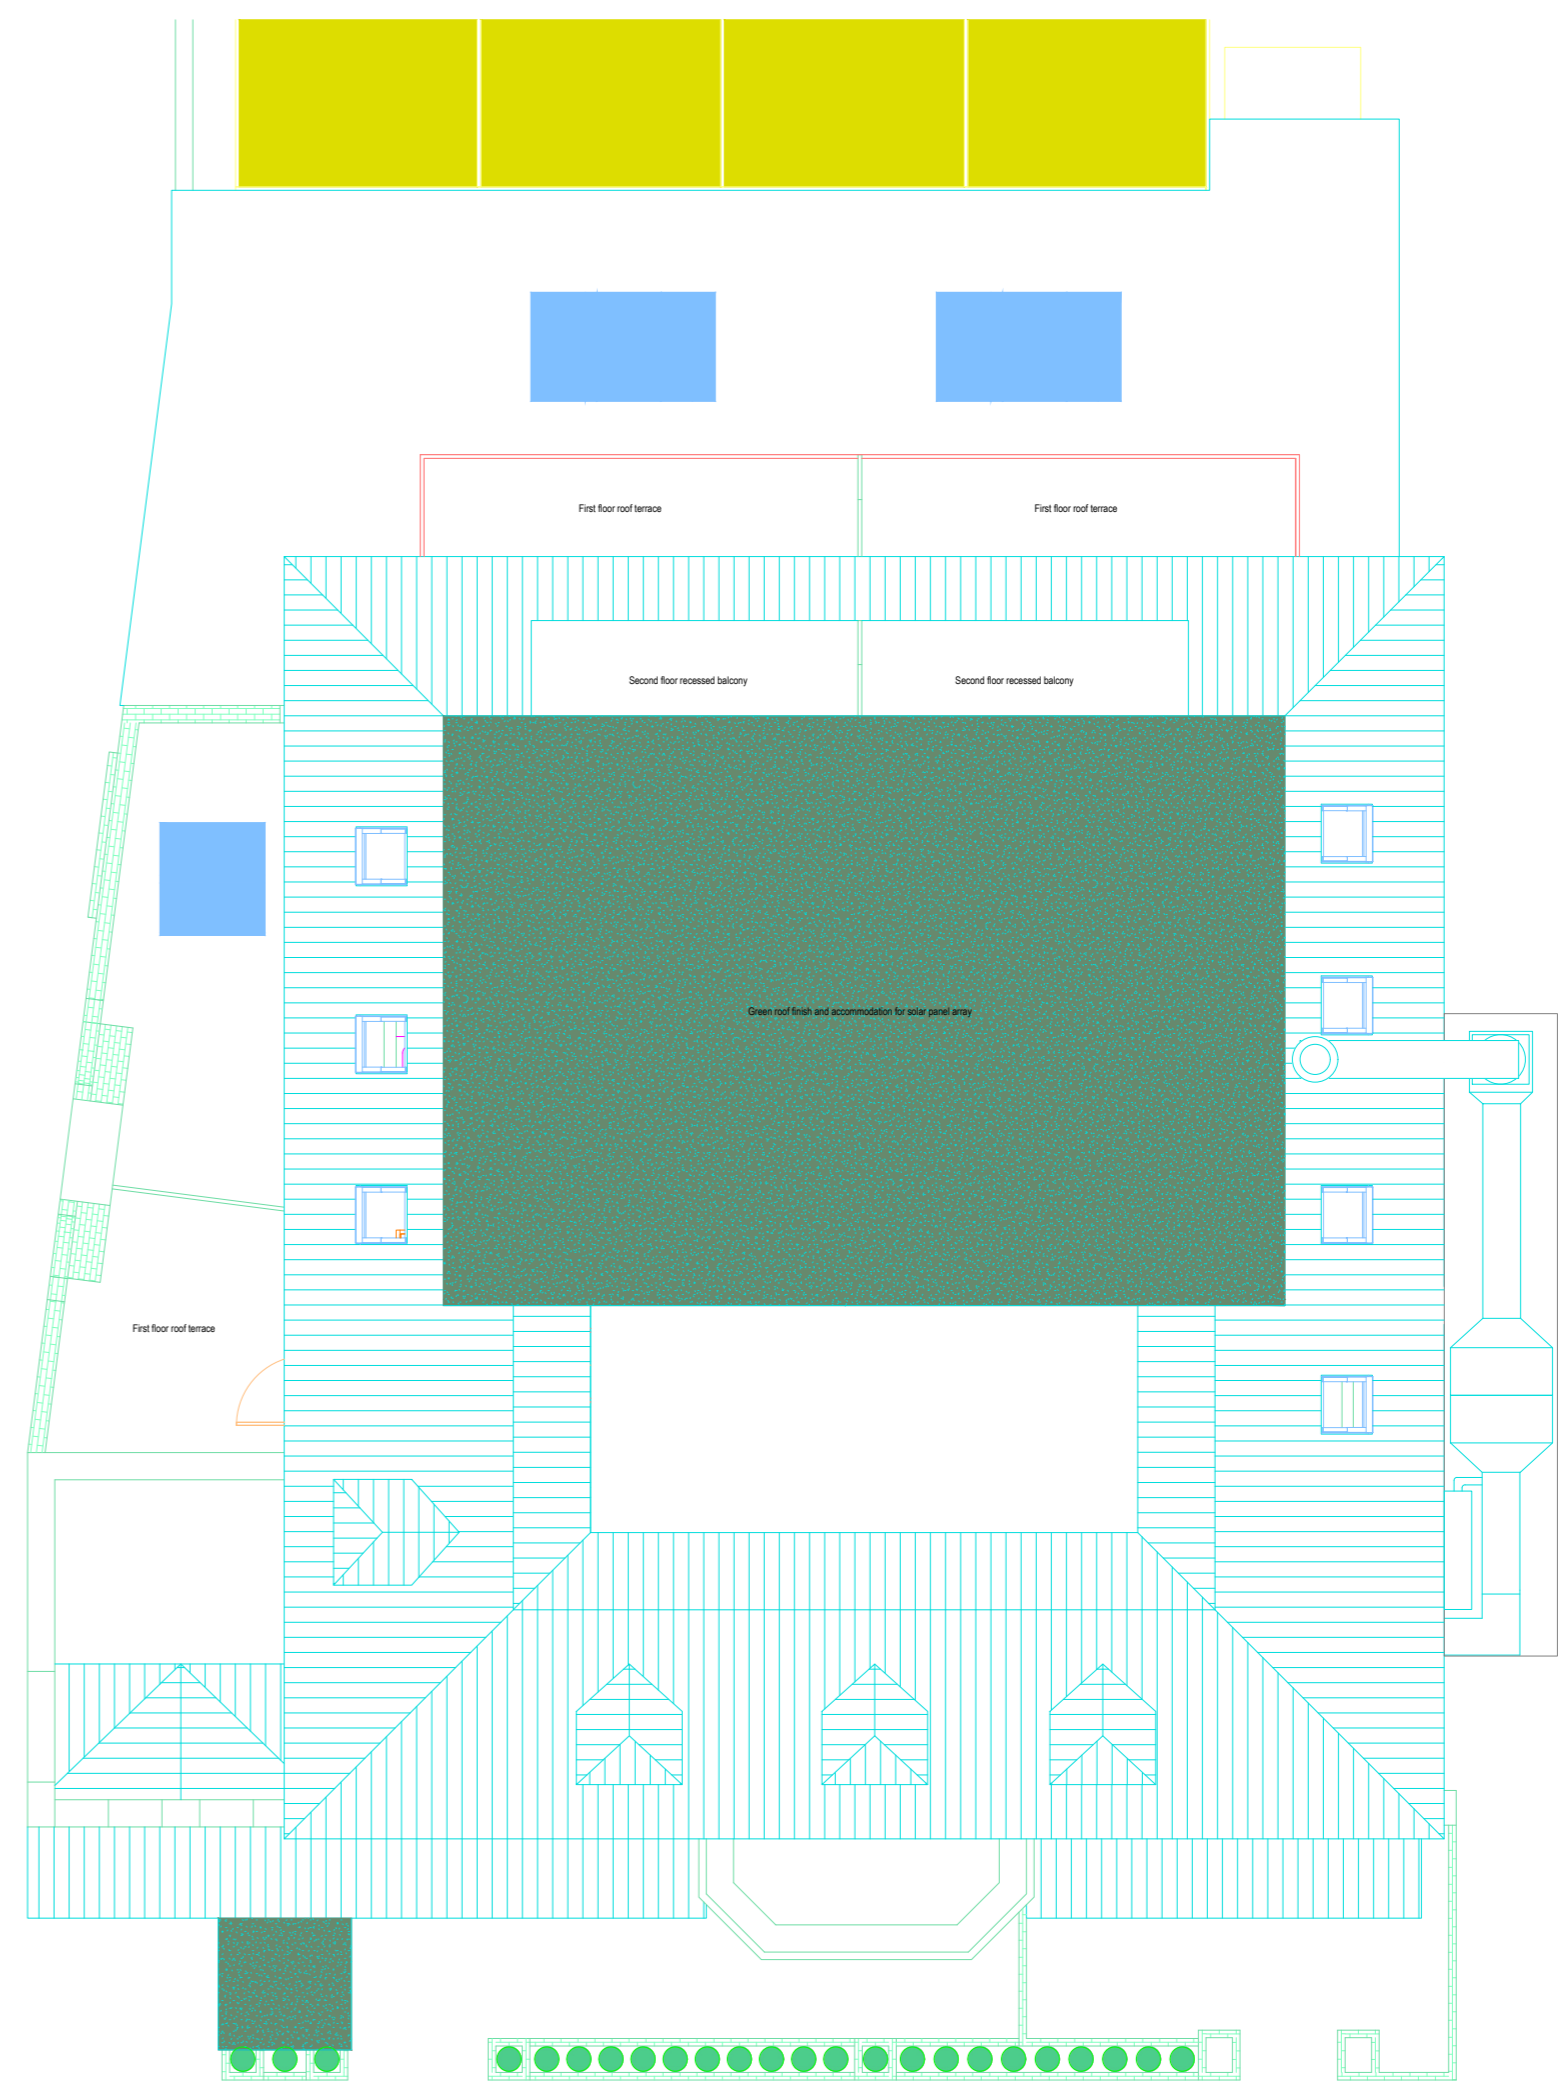 First floor roof terrace
First floor roof terrace
Second floor recessed balcony
Second floor recessed balcony
Green roof finish and accommodation for solar panel array
First floor roof terrace